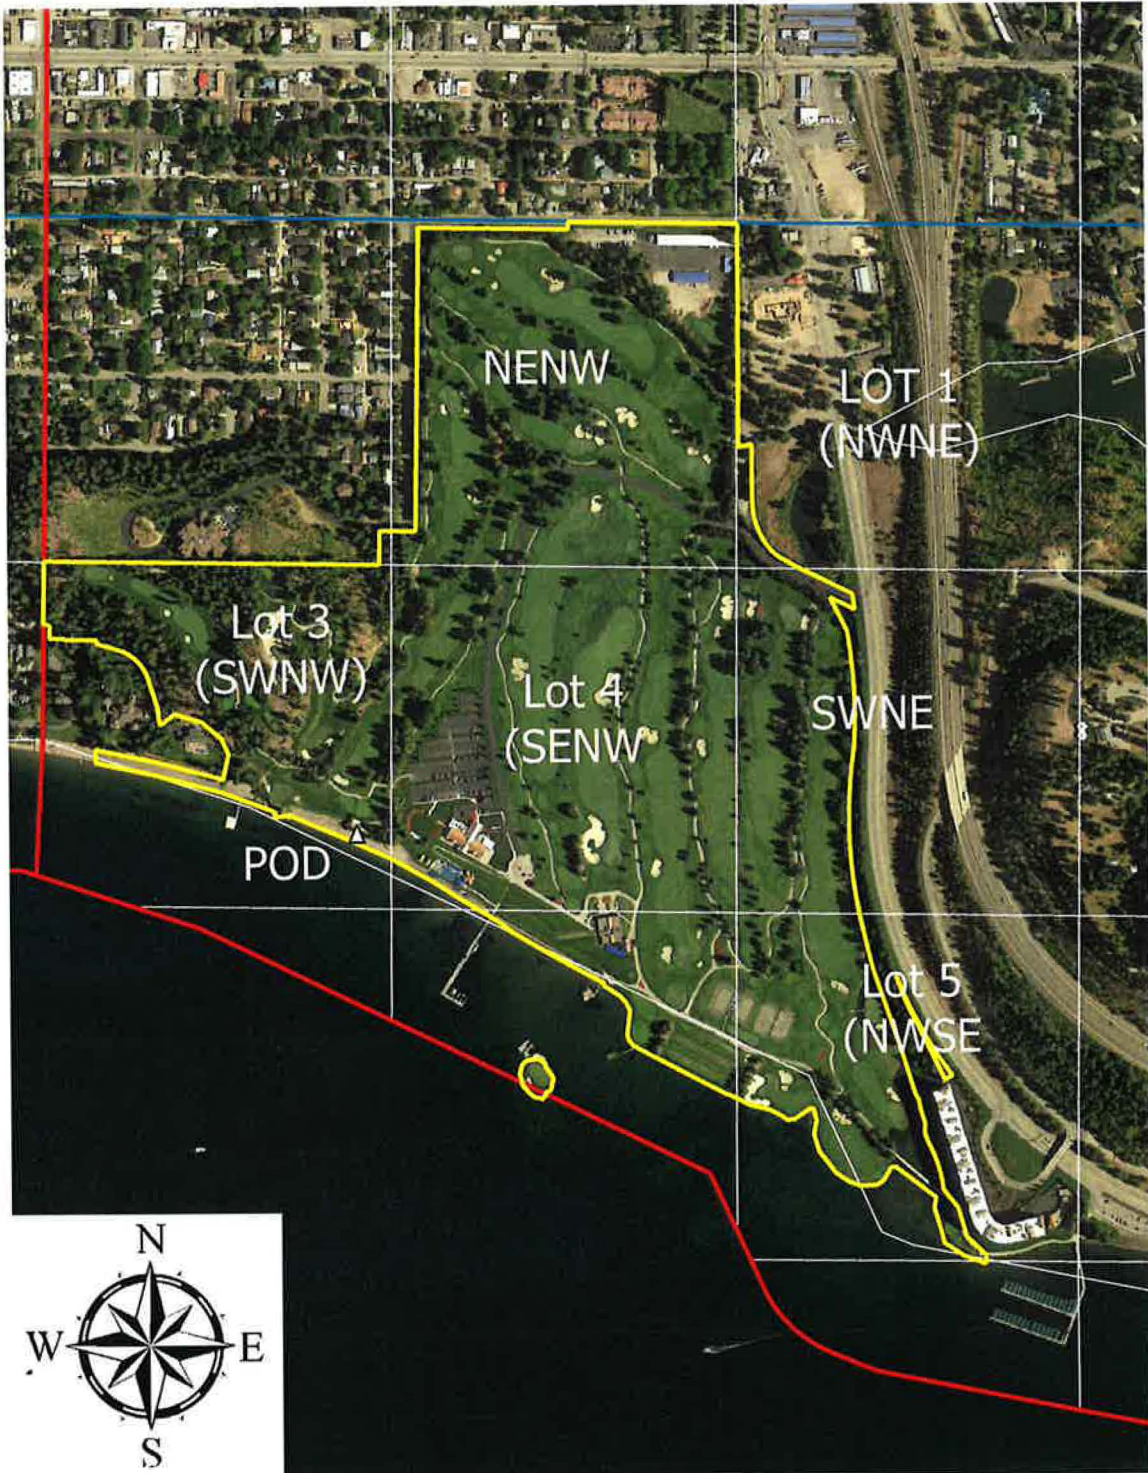 NENW
LOT 1
(NWNE)
Lot 3
(SWNW)
Lot 4
(SENW
SWNE
POD
Lot 5
(NWSE
N
W
E
S